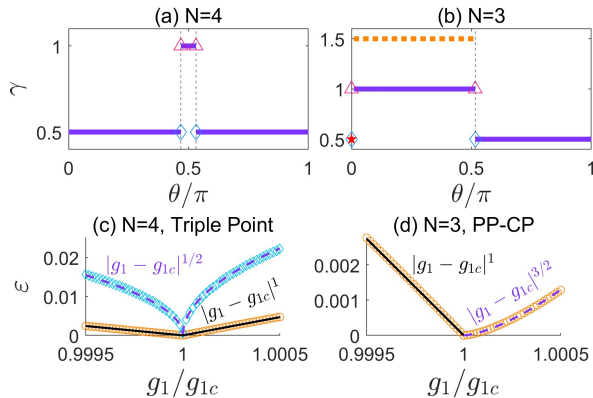 (a) N=4
γ
1
0.5
0
0.5
1
θ/π
(b) N=3
1.5
1
0.5
0
0.5
1
θ/π
(c) N=4, Triple Point
ε
0.02
0.01
0
|g₁ − g₁c|^{1/2}
|g₁ − g₁c|^1
0.9995
1
1.0005
g₁/g₁c
(d) N=3, PP-CP
0.002
0.001
0
|g₁ − g₁c|^1
|g₁ − g₁c|^{3/2}
0.9995
1
1.0005
g₁/g₁c